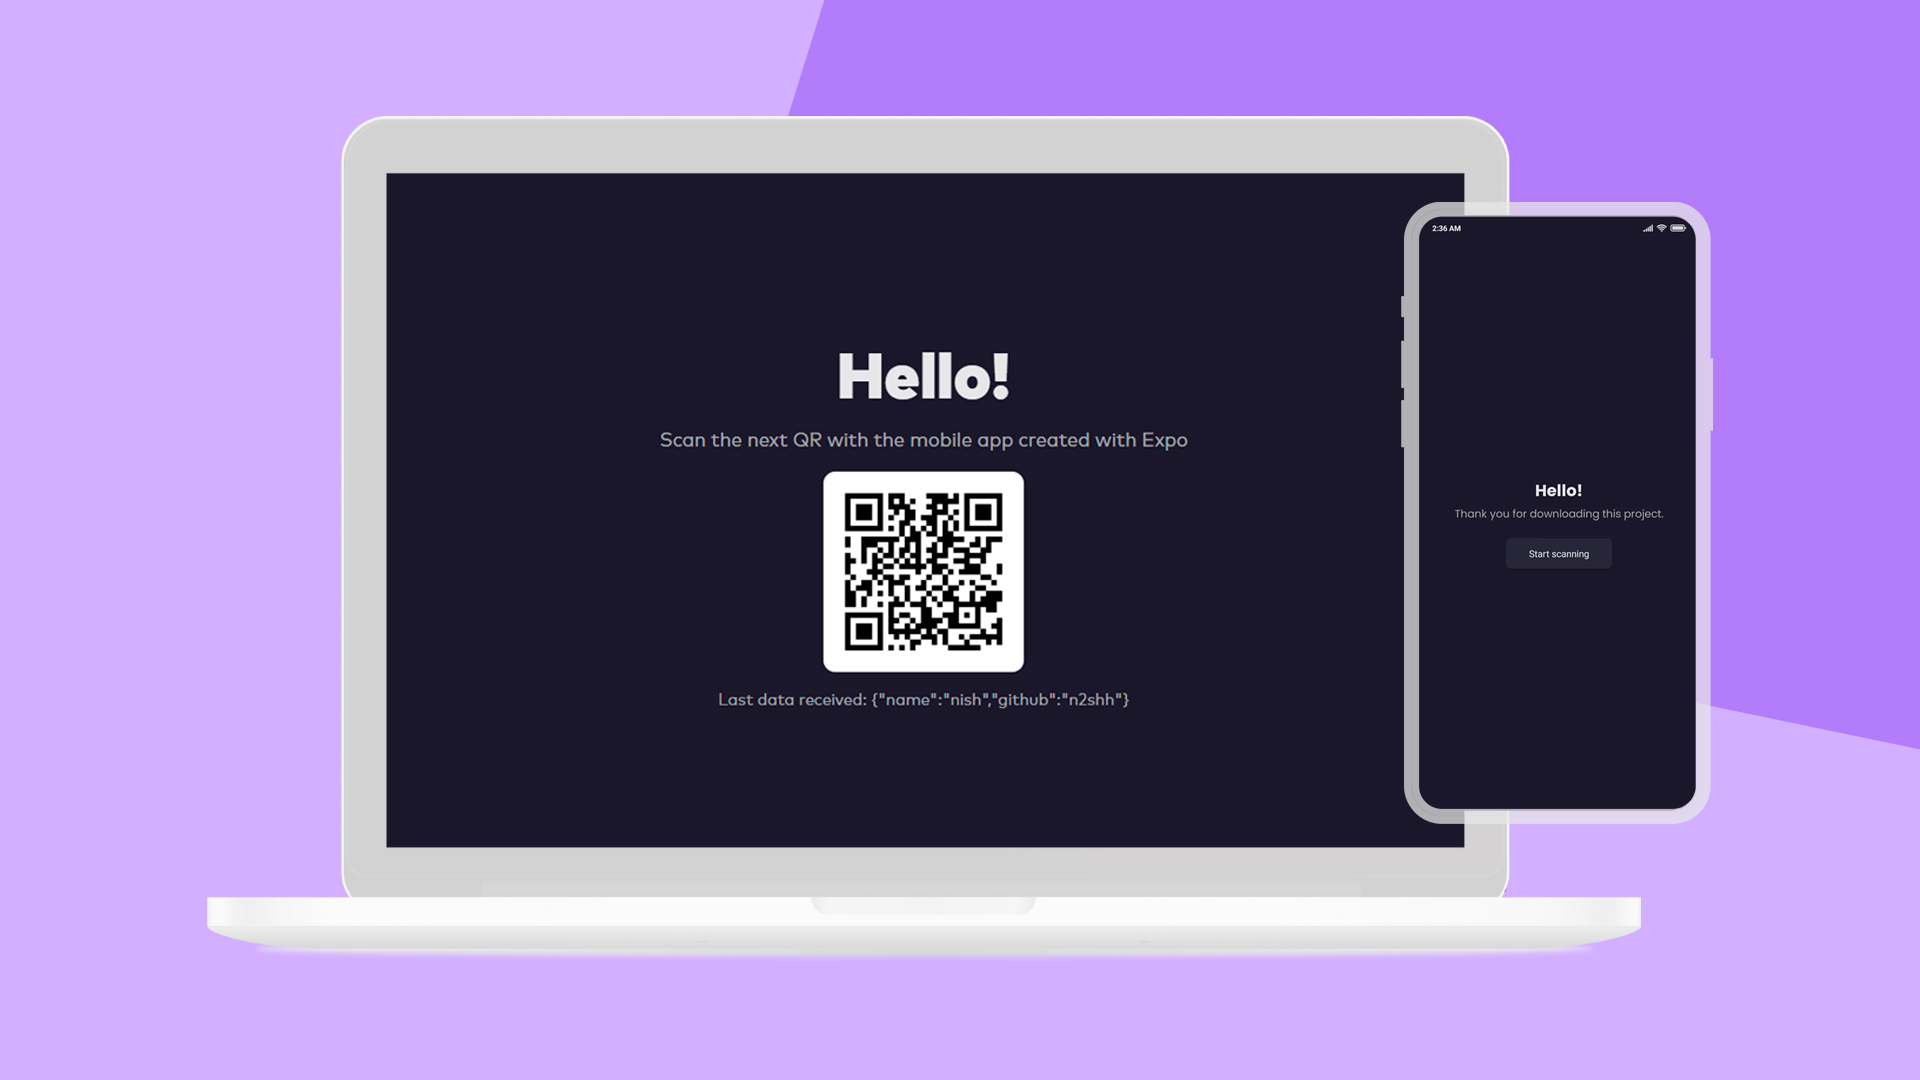 Hello!
Scan the next QR with the mobile app created with Expo
Last data received: {"name":"nish","github":"n2shh"}
2:36 AM
Hello!
Thank you for downloading this project.
Start scanning